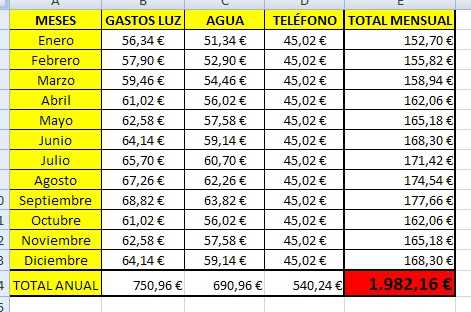 A B C D E
MESES GASTOS LUZ AGUA TELÉFONO TOTAL MENSUAL
Enero 56,34 € 51,34 € 45,02 € 152,70 €
Febrero 57,90 € 52,90 € 45,02 € 155,82 €
Marzo 59,46 € 54,46 € 45,02 € 158,94 €
Abril 61,02 € 56,02 € 45,02 € 162,06 €
Mayo 62,58 € 57,58 € 45,02 € 165,18 €
Junio 64,14 € 59,14 € 45,02 € 168,30 €
Julio 65,70 € 60,70 € 45,02 € 171,42 €
Agosto 67,26 € 62,26 € 45,02 € 174,54 €
Septiembre 68,82 € 63,82 € 45,02 € 177,66 €
Octubre 61,02 € 56,02 € 45,02 € 162,06 €
Noviembre 62,58 € 57,58 € 45,02 € 165,18 €
Diciembre 64,14 € 59,14 € 45,02 € 168,30 €
TOTAL ANUAL 750,96 € 690,96 € 540,24 € 1.982,16 €